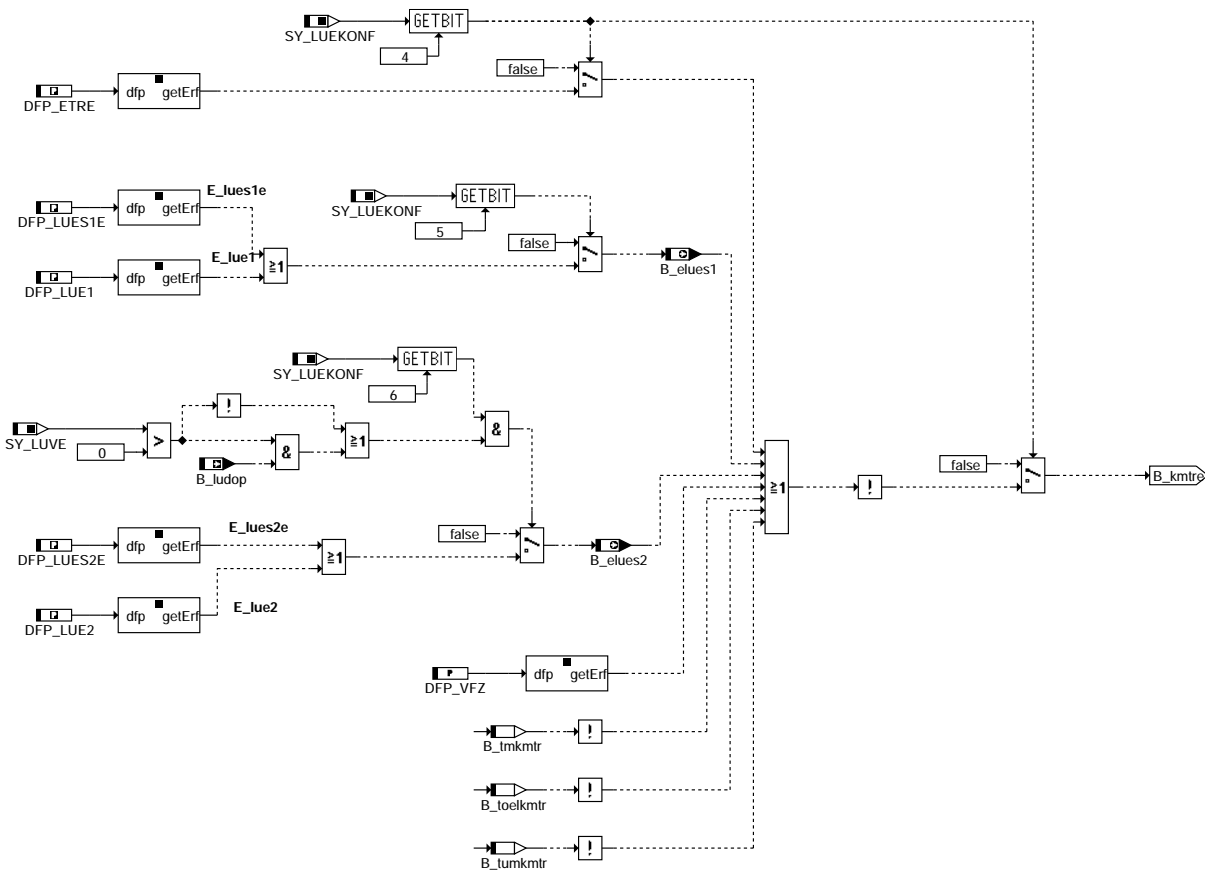 GETBIT
SY_LUEKONF
4
false
dfp getErf
DFP_ETRE
E_lues1e
dfp getErf
DFP_LUES1E
GETBIT
SY_LUEKONF
5
false
E_lue1
≧1
dfp getErf
DFP_LUE1
B_elues1
GETBIT
SY_LUEKONF
6
!
SY_LUVE
>
0
&
≧1
&
B_ludop
≧1
!
false
B_kmtre
E_lues2e
dfp getErf
DFP_LUES2E
≧1
false
B_elues2
E_lue2
dfp getErf
DFP_LUE2
P
dfp getErf
DFP_VFZ
!
B_tmkmtr
!
B_toelkmtr
!
B_tumkmtr